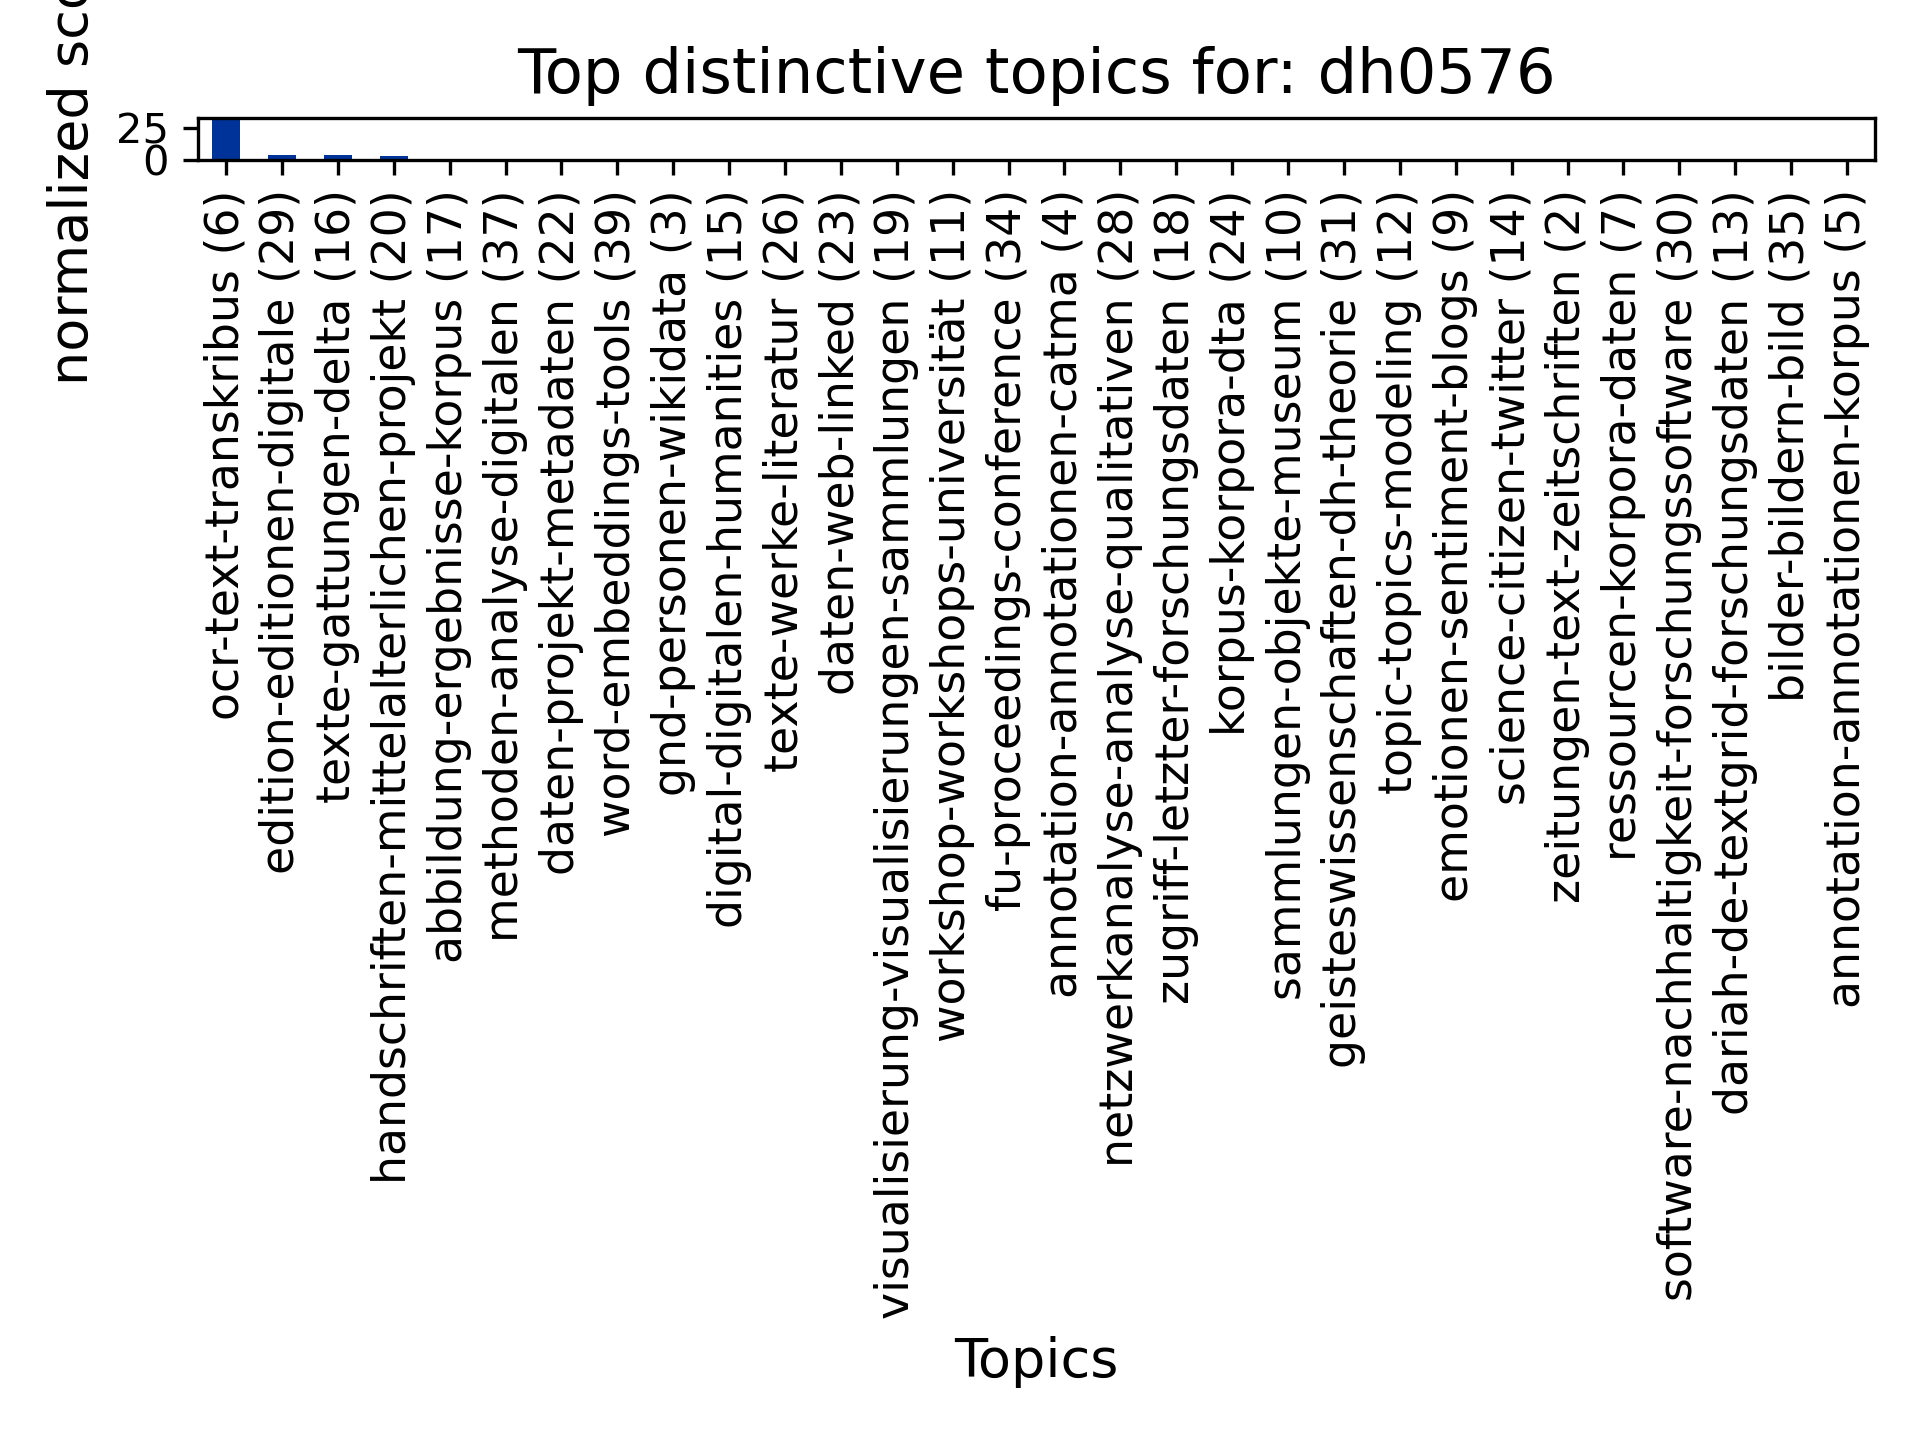 Top distinctive topics for: dh0576
normalized sco
25
0
ocr-text-transkribus (6)
edition-editionen-digitale (29)
texte-gattungen-delta (16)
handschriften-mittelalterlichen-projekt (20)
abbildung-ergebnisse-korpus (17)
methoden-analyse-digitalen (37)
daten-projekt-metadaten (22)
word-embeddings-tools (39)
gnd-personen-wikidata (3)
digital-digitalen-humanities (15)
texte-werke-literatur (26)
daten-web-linked (23)
visualisierung-visualisierungen-sammlungen (19)
workshop-workshops-universität (11)
fu-proceedings-conference (34)
annotation-annotationen-catma (4)
netzwerkanalyse-analyse-qualitativen (28)
zugriff-letzter-forschungsdaten (18)
korpus-korpora-dta (24)
sammlungen-objekte-museum (10)
geisteswissenschaften-dh-theorie (31)
topic-topics-modeling (12)
emotionen-sentiment-blogs (9)
science-citizen-twitter (14)
zeitungen-text-zeitschriften (2)
ressourcen-korpora-daten (7)
software-nachhaltigkeit-forschungssoftware (30)
dariah-de-textgrid-forschungsdaten (13)
bilder-bildern-bild (35)
annotation-annotationen-korpus (5)
Topics